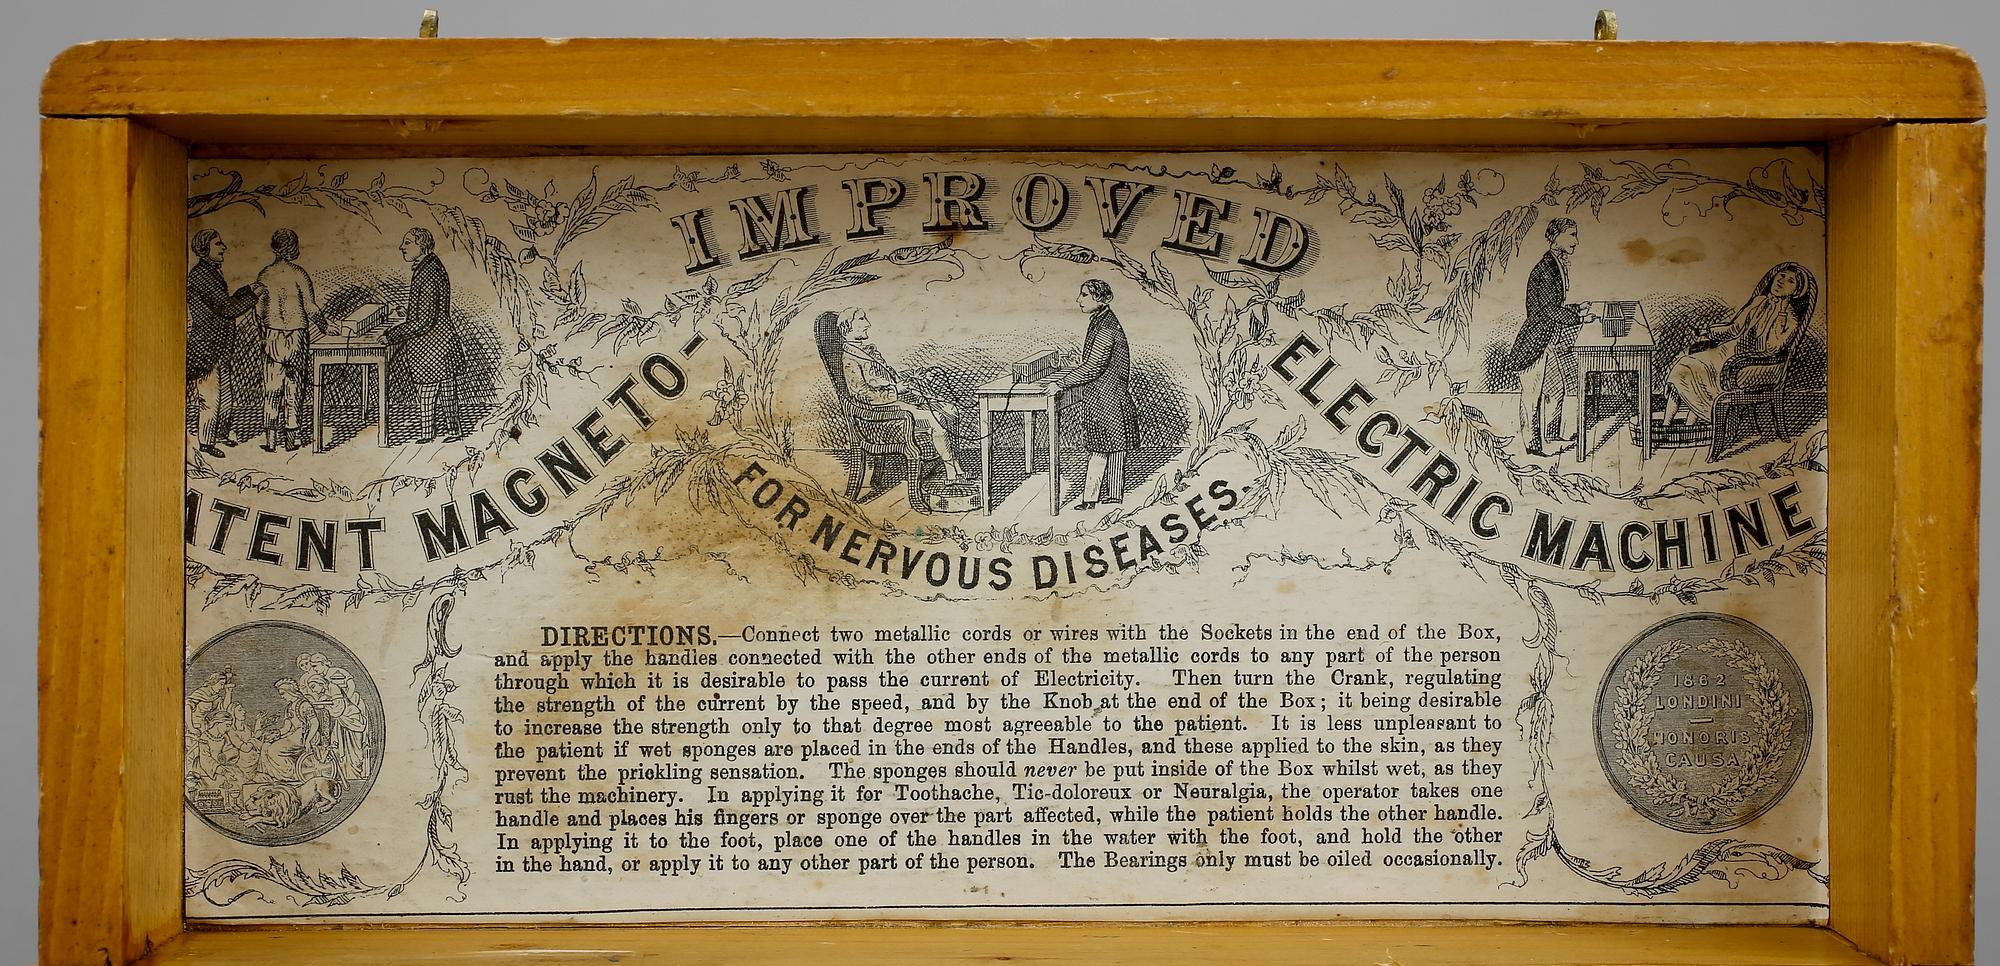 IMPROVED
ATENT MAGNETO-
ELECTRIC MACHINE
FOR NERVOUS DISEASES.
DIRECTIONS.—Connect two metallic cords or wires with the Sockets in the end of the Box,
and apply the handles connected with the other ends of the metallic cords to any part of the person
through which it is desirable to pass the current of Electricity. Then turn the Crank, regulating
the strength of the current by the speed, and by the Knob at the end of the Box; it being desirable
to increase the strength only to that degree most agreeable to the patient. It is less unpleasant to
the patient if wet sponges are placed in the ends of the Handles, and these applied to the skin, as they
prevent the prickling sensation. The sponges should never be put inside of the Box whilst wet, as they
rust the machinery. In applying it for Toothache, Tic-doloreux or Neuralgia, the operator takes one
handle and places his fingers or sponge over the part affected, while the patient holds the other handle.
In applying it to the foot, place one of the handles in the water with the foot, and hold the other
in the hand, or apply it to any other part of the person. The Bearings only must be oiled occasionally.
1862
LONDINI
HONORIS
CAUSA